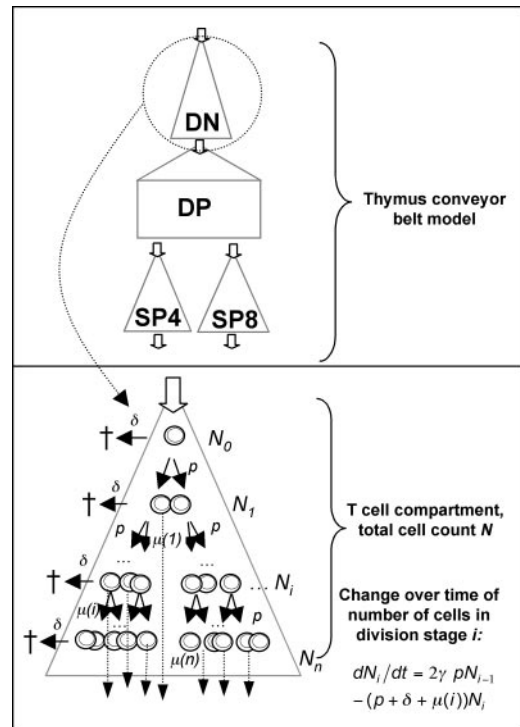 DN
DP
SP4 SP8
Thymus conveyor
belt model
† δ N₀
p
† δ N₁
p μ(1) p
† δ ... ... ... Nᵢ
μ(i) p
† δ ... μ(n) ... Nₙ
T cell compartment,
total cell count N
Change over time of
number of cells in
division stage i:
dNᵢ/dt = 2γ pNᵢ₋₁
−(p + δ + μ(i))Nᵢ